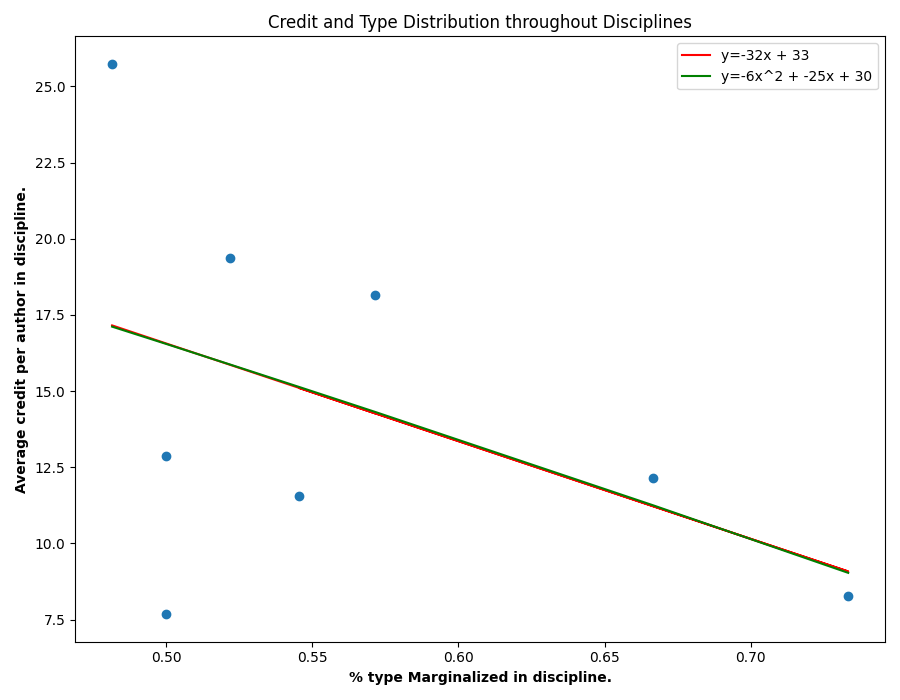 Credit and Type Distribution throughout Disciplines
y=-32x + 33
y=-6x^2 + -25x + 30
Average credit per author in discipline.
25.0
22.5
20.0
17.5
15.0
12.5
10.0
7.5
0.50 0.55 0.60 0.65 0.70
% type Marginalized in discipline.